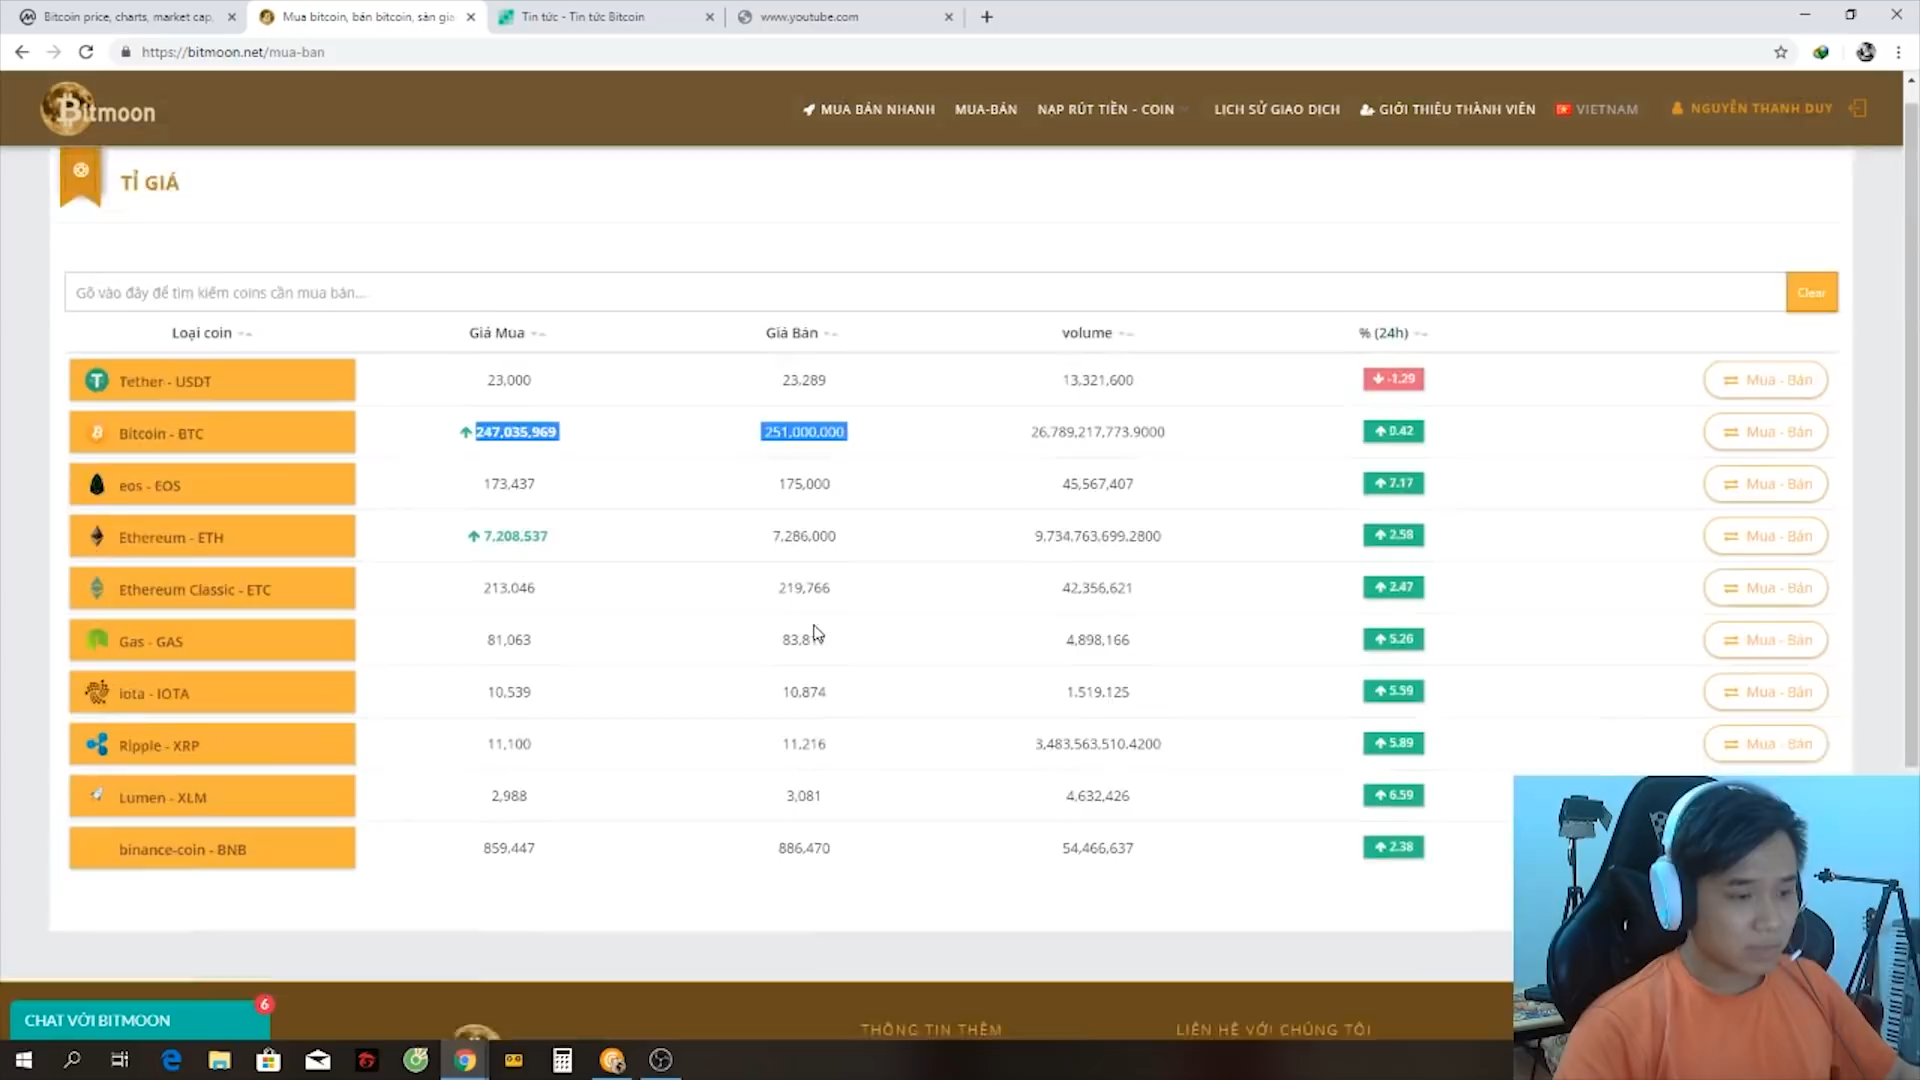 Bitcoin price, charts, market cap,
Mua bitcoin, bán bitcoin, sàn gia
Tin tức - Tin tức Bitcoin
www.youtube.com
https://bitmoon.net/mua-ban
Bitmoon
MUA BÁN NHANH
MUA-BÁN
NẠP RÚT TIỀN - COIN
LỊCH SỬ GIAO DỊCH
GIỚI THIỆU THÀNH VIÊN
VIETNAM
NGUYỄN THANH DUY
TỈ GIÁ
Gõ vào đây để tìm kiếm coins cần mua bán....
Clear
Loại coin Giá Mua Giá Bán volume % (24h)
Tether - USDT 23,000 23,289 13,321,600 -1.29 Mua - Bán
Bitcoin - BTC 247,035,969 251,000,000 26,789,217,773.9000 0.42 Mua - Bán
eos - EOS 173,437 175,000 45,567,407 7.17 Mua - Bán
Ethereum - ETH 7,208,537 7,286,000 9,734,763,699.2800 2.58 Mua - Bán
Ethereum Classic - ETC 213,046 219,766 42,356,621 2.47 Mua - Bán
Gas - GAS 81,063 4,898,166 5.26 Mua - Bán
iota - IOTA 10,539 10,874 1,519,125 5.59 Mua - Bán
Ripple - XRP 11,100 11,216 3,483,563,510.4200 5.89 Mua - Bán
Lumen - XLM 2,988 3,081 4,632,426 6.59
binance-coin - BNB 859,447 886,470 54,466,637 2.38
CHAT VỚI BITMOON
6
THÔNG TIN THÊM
LIÊN HỆ VỚI CHÚNG TÔI